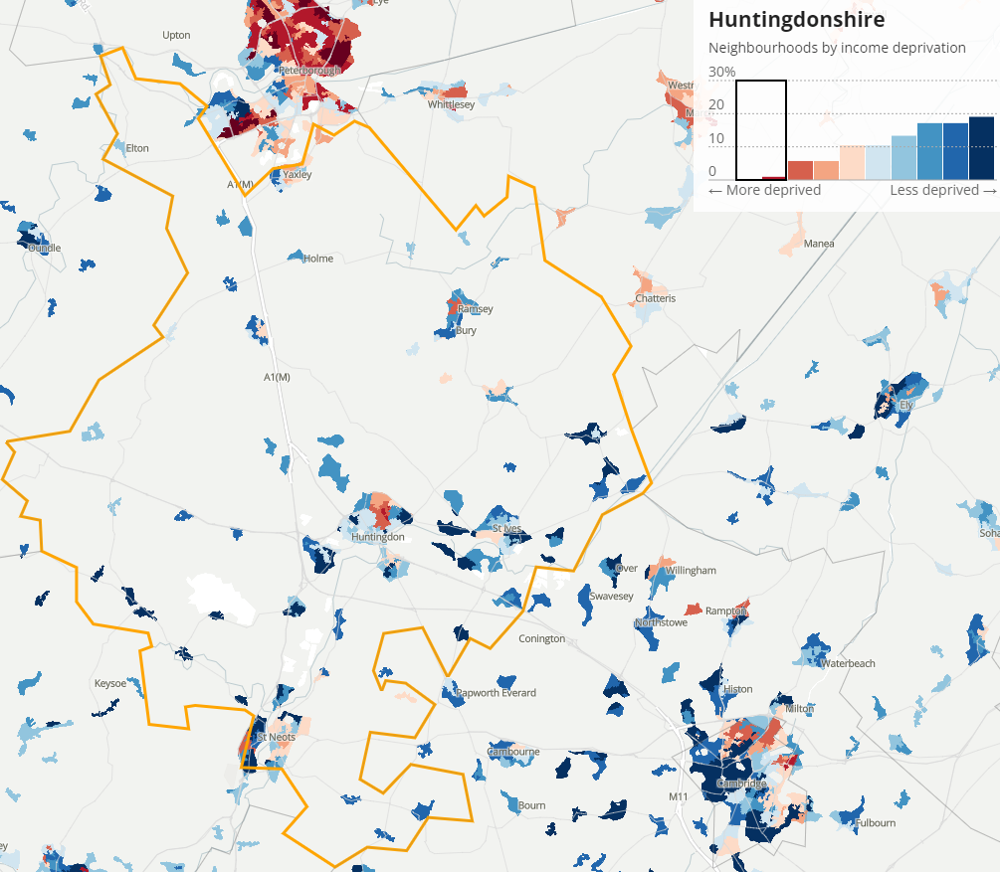 Huntingdonshire
Neighbourhoods by income deprivation
30%
20
10
0
← More deprived
Less deprived →
Eye
Upton
Peterborough
Whittlesey
Elton
A1(M)
Yaxley
Oundle
Holme
Manea
Chatteris
Ramsey
Bury
A1(M)
Ely
Huntingdon
St Ives
Over
Willingham
Swavesey
Rampton
Northstowe
Conington
Waterbeach
Keysoe
Papworth Everard
Histon
Milton
St Neots
Cambourne
Cambridge
M11
Bourn
Fulbourn